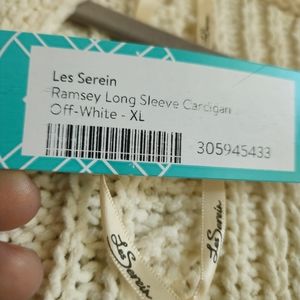 Les Serein
Ramsey Long Sleeve Cardigan
Off-White - XL
305945433
Les Serein
Les Serein